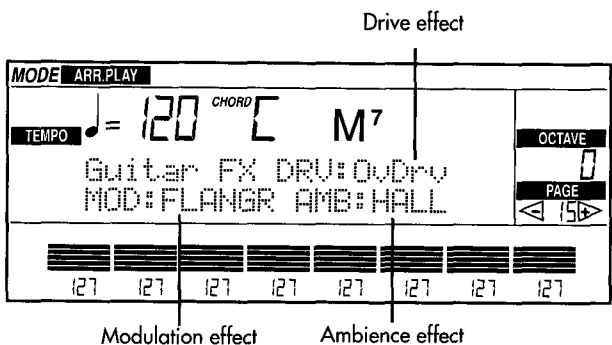 Drive effect
MODE ARR.PLAY
TEMPO ♩= 120 CHORD C M7 OCTAVE 0
Guitar FX DRV:OvDrv
MOD:FLANGR AMB:HALL
PAGE - 15 +
127 127 127 127 127 127 127 127
Modulation effect Ambience effect